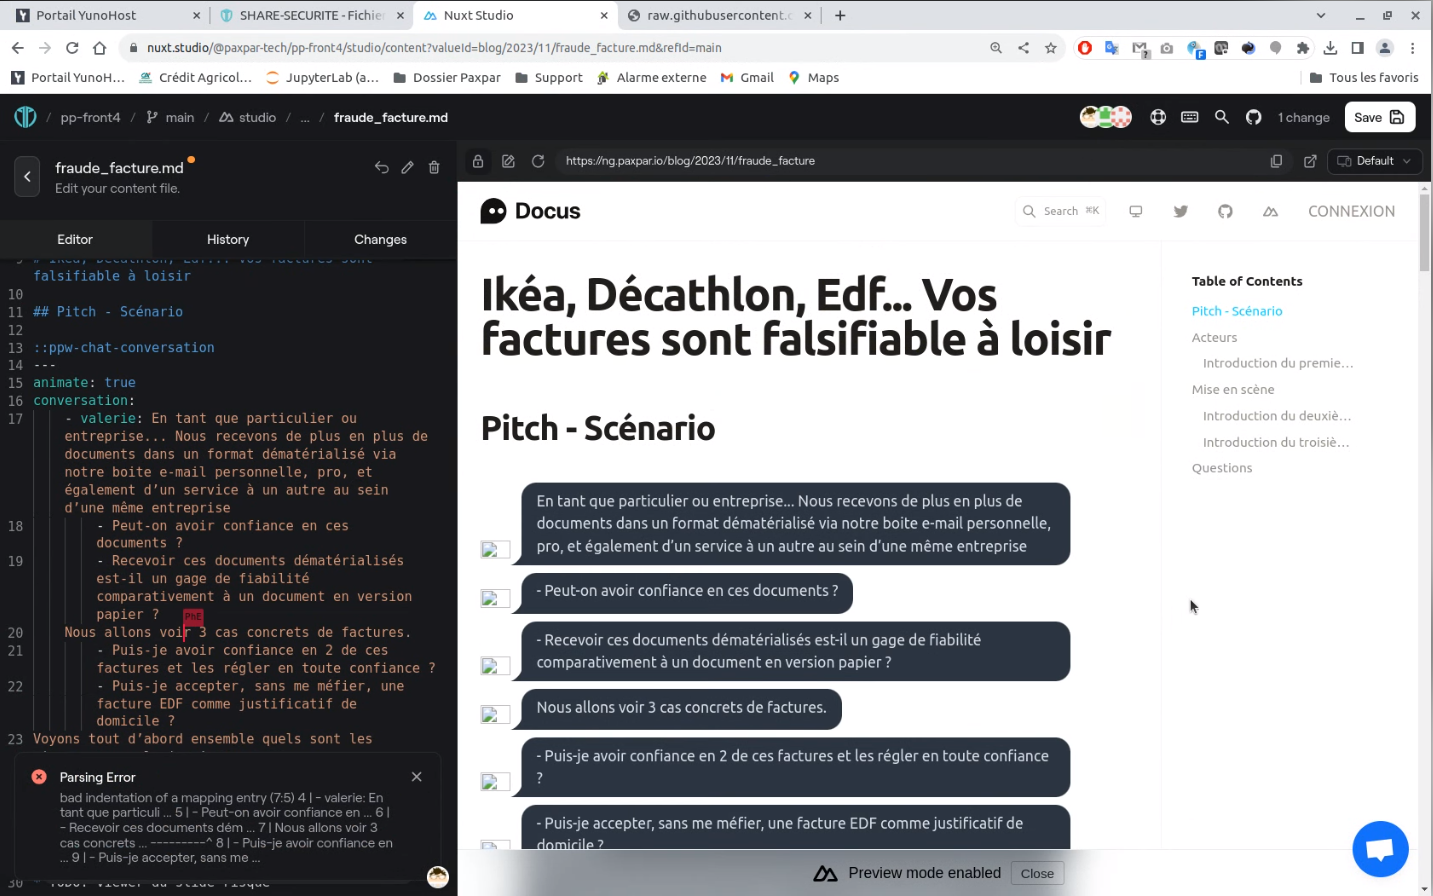 Portail YunoHost
SHARE-SECURITE - Fichie
Nuxt Studio
raw.githubusercontent.c
nuxt.studio/@paxpar-tech/pp-front4/studio/content?valueId=blog/2023/11/fraude_facture.md&refId=main
Portail YunoH...
Crédit Agricol...
JupyterLab (a...
Dossier Paxpar
Support
Alarme externe
Gmail
Maps
Tous les favoris
/ pp-front4 / main / studio / ... / fraude_facture.md
1 change
Save
fraude_facture.md
Edit your content file.
https://ng.paxpar.io/blog/2023/11/fraude_facture
Default
Editor
History
Changes
falsifiable à loisir
10
11 ## Pitch - Scénario
12
13 ::ppw-chat-conversation
14 ---
15 animate: true
16 conversation:
17 - valerie: En tant que particulier ou
entreprise... Nous recevons de plus en plus de
documents dans un format dématérialisé via
notre boite e-mail personnelle, pro, et
également d’un service à un autre au sein
d’une même entreprise
18 - Peut-on avoir confiance en ces
documents ?
19 - Recevoir ces documents dématérialisés
est-il un gage de fiabilité
comparativement à un document en version
papier ?
PhE
20 Nous allons voir 3 cas concrets de factures.
21 - Puis-je avoir confiance en 2 de ces
factures et les régler en toute confiance ?
22 - Puis-je accepter, sans me méfier, une
facture EDF comme justificatif de
domicile ?
23 Voyons tout d’abord ensemble quels sont les
Parsing Error
bad indentation of a mapping entry (7:5) 4 | - valerie: En
tant que particuli ... 5 | - Peut-on avoir confiance en ... 6 |
- Recevoir ces documents dém ... 7 | Nous allons voir 3
cas concrets ... ---------^ 8 | - Puis-je avoir confiance en
... 9 | - Puis-je accepter, sans me ...
Docus
Search ⌘K
CONNEXION
Ikéa, Décathlon, Edf... Vos
factures sont falsifiable à loisir
Pitch - Scénario
En tant que particulier ou entreprise... Nous recevons de plus en plus de
documents dans un format dématérialisé via notre boite e-mail personnelle,
pro, et également d’un service à un autre au sein d’une même entreprise
- Peut-on avoir confiance en ces documents ?
- Recevoir ces documents dématérialisés est-il un gage de fiabilité
comparativement à un document en version papier ?
Nous allons voir 3 cas concrets de factures.
- Puis-je avoir confiance en 2 de ces factures et les régler en toute confiance
?
- Puis-je accepter, sans me méfier, une facture EDF comme justificatif de
domicile ?
Table of Contents
Pitch - Scénario
Acteurs
Introduction du premie...
Mise en scène
Introduction du deuxiè...
Introduction du troisiè...
Questions
Preview mode enabled
Close